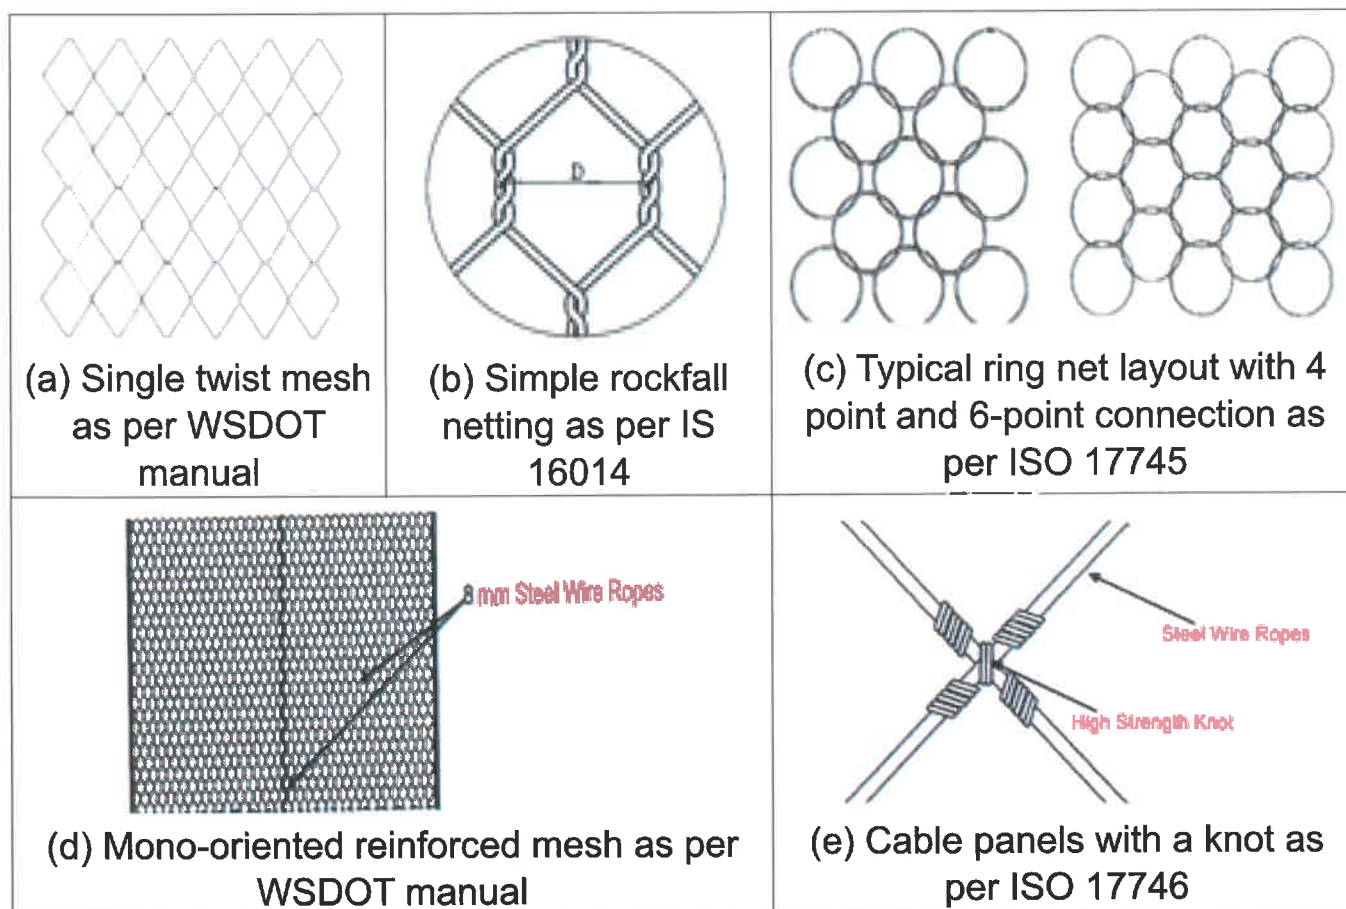 D
(a) Single twist mesh
as per WSDOT
manual
(b) Simple rockfall
netting as per IS
16014
(c) Typical ring net layout with 4
point and 6-point connection as
per ISO 17745
8 mm Steel Wire Ropes
(d) Mono-oriented reinforced mesh as per
WSDOT manual
Steel Wire Ropes
High Strength Knot
(e) Cable panels with a knot as
per ISO 17746